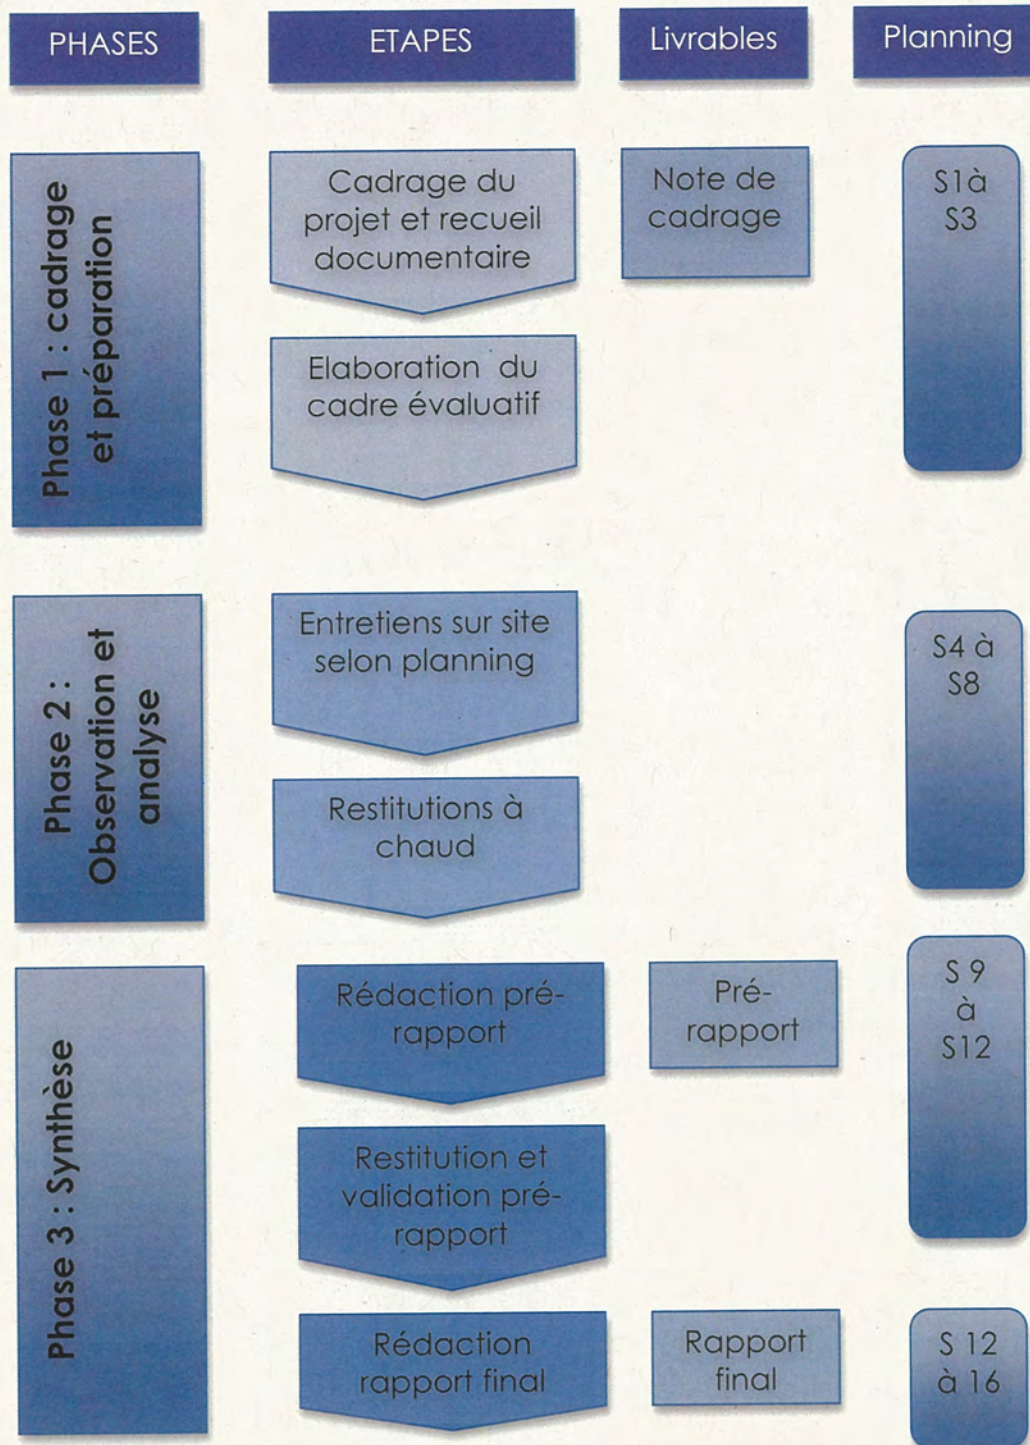 PHASES
ETAPES
Livrables
Planning
Phase 1 : cadrage
et préparation
Cadrage du
projet et recueil
documentaire
Note de
cadrage
S1à
S3
Elaboration du
cadre évaluatif
Phase 2 :
Observation et
analyse
Entretiens sur site
selon planning
S4 à
S8
Restitutions à
chaud
Phase 3 : Synthèse
Rédaction pré-
rapport
Pré-
rapport
S 9
à
S12
Restitution et
validation pré-
rapport
Rédaction
rapport final
Rapport
final
S 12
à 16